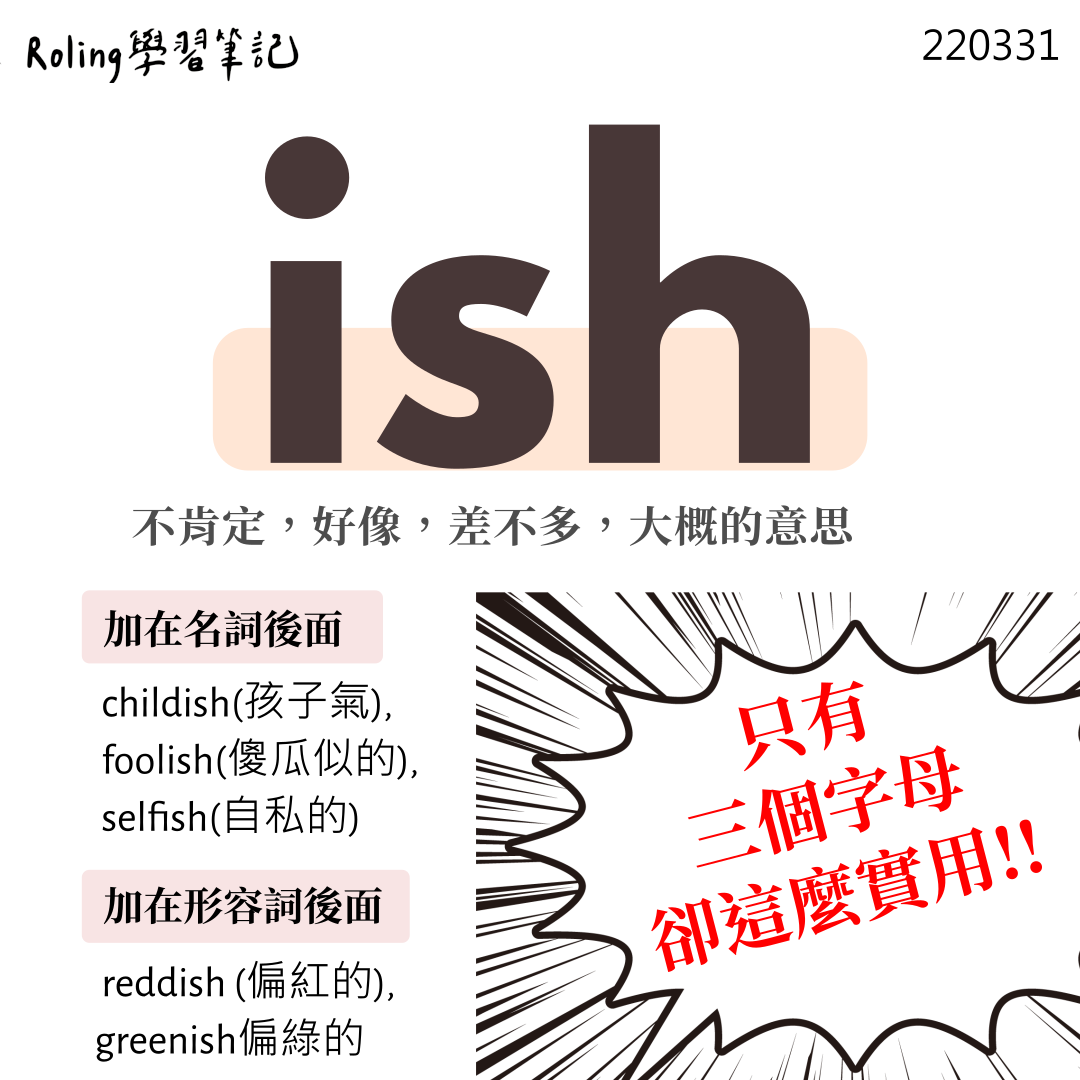 Roling學習筆記
220331
ish
不肯定，好像，差不多，大概的意思
加在名詞後面
childish(孩子氣),
foolish(傻瓜似的),
selfish(自私的)
加在形容詞後面
reddish (偏紅的),
greenish偏綠的
只有
三個字母
卻這麼實用!!